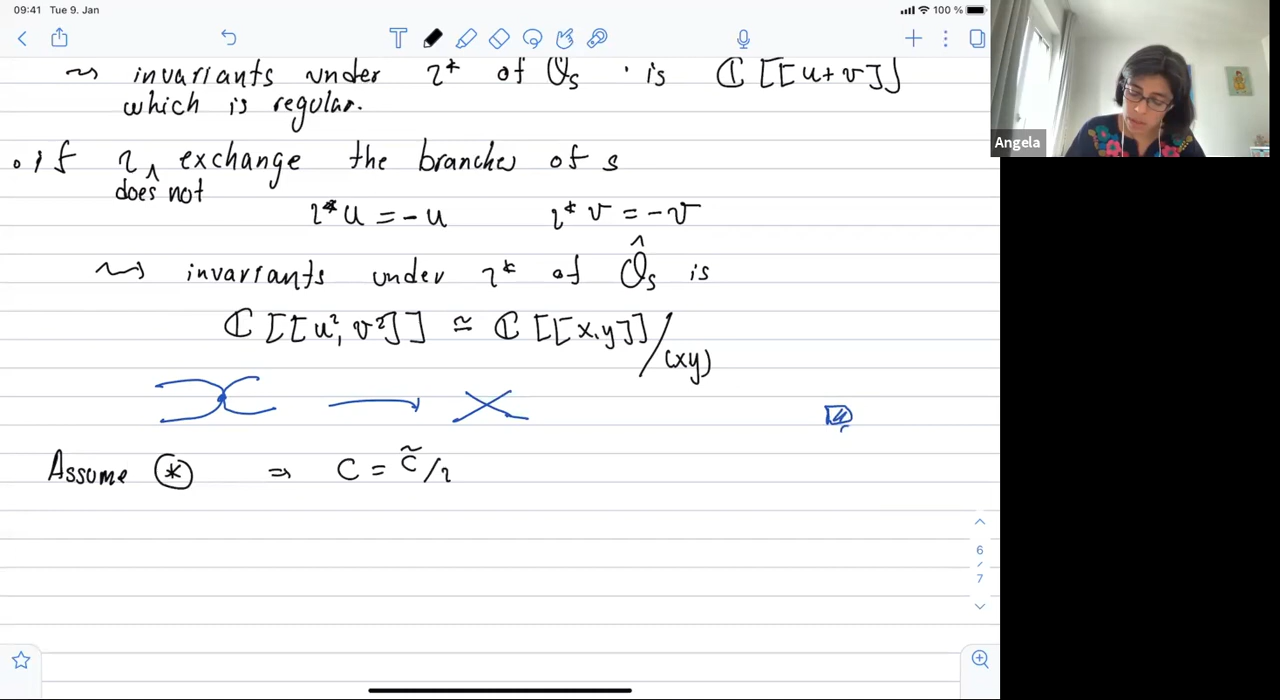 09:41 Tue 9. Jan
100 %
⇝ invariants under τ* of O_s is ℂ[[u+v]]
which is regular.
• if τ does not exchange the branches of s
τ*u = -u τ*v = -v
⇝ invariants under τ* of Ô_s is
ℂ[[u², v²]] ≃ ℂ[[x,y]]/(xy)
Assume (*) ⇒ C = C̃/τ
6
/
7
Angela